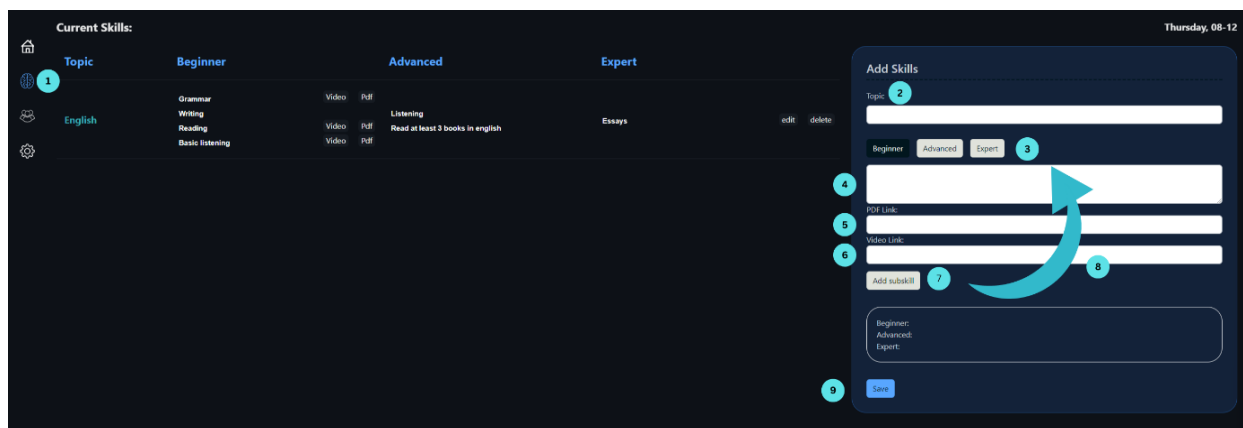 Current Skills:
Thursday, 08-12
1
Topic Beginner Advanced Expert
English
Grammar Video Pdf
Writing
Reading Video Pdf
Basic listening Video Pdf
Listening
Read at least 3 books in english
Essays
edit delete
Add Skills
Topic 2
Beginner Advanced Expert 3
4
PDF Link:
5
Video Link:
6
8
Add subskill 7
Beginner:
Advanced:
Expert:
9 Save